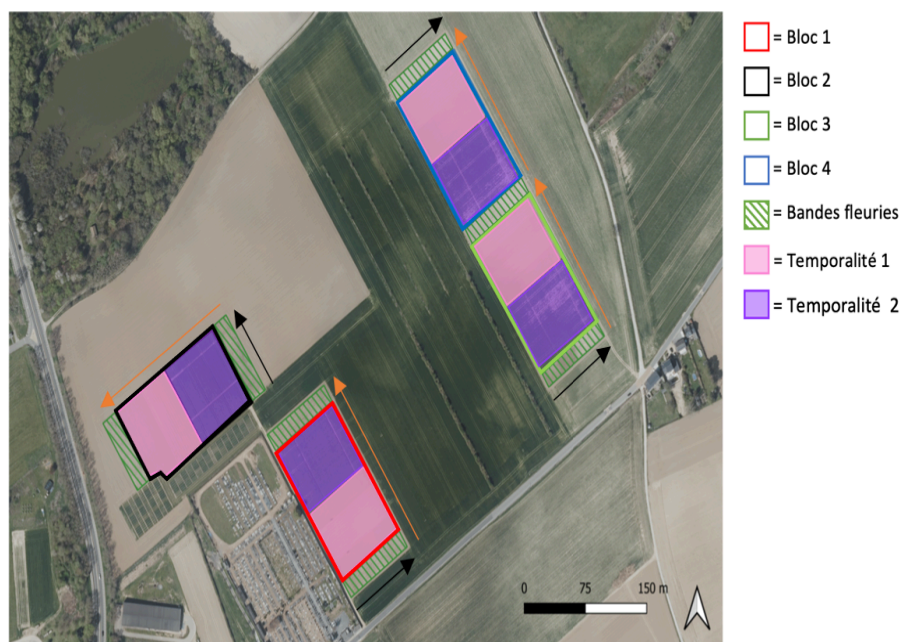 = Bloc 1
= Bloc 2
= Bloc 3
= Bloc 4
= Bandes fleuries
= Temporalité 1
= Temporalité 2
0 75 150 m